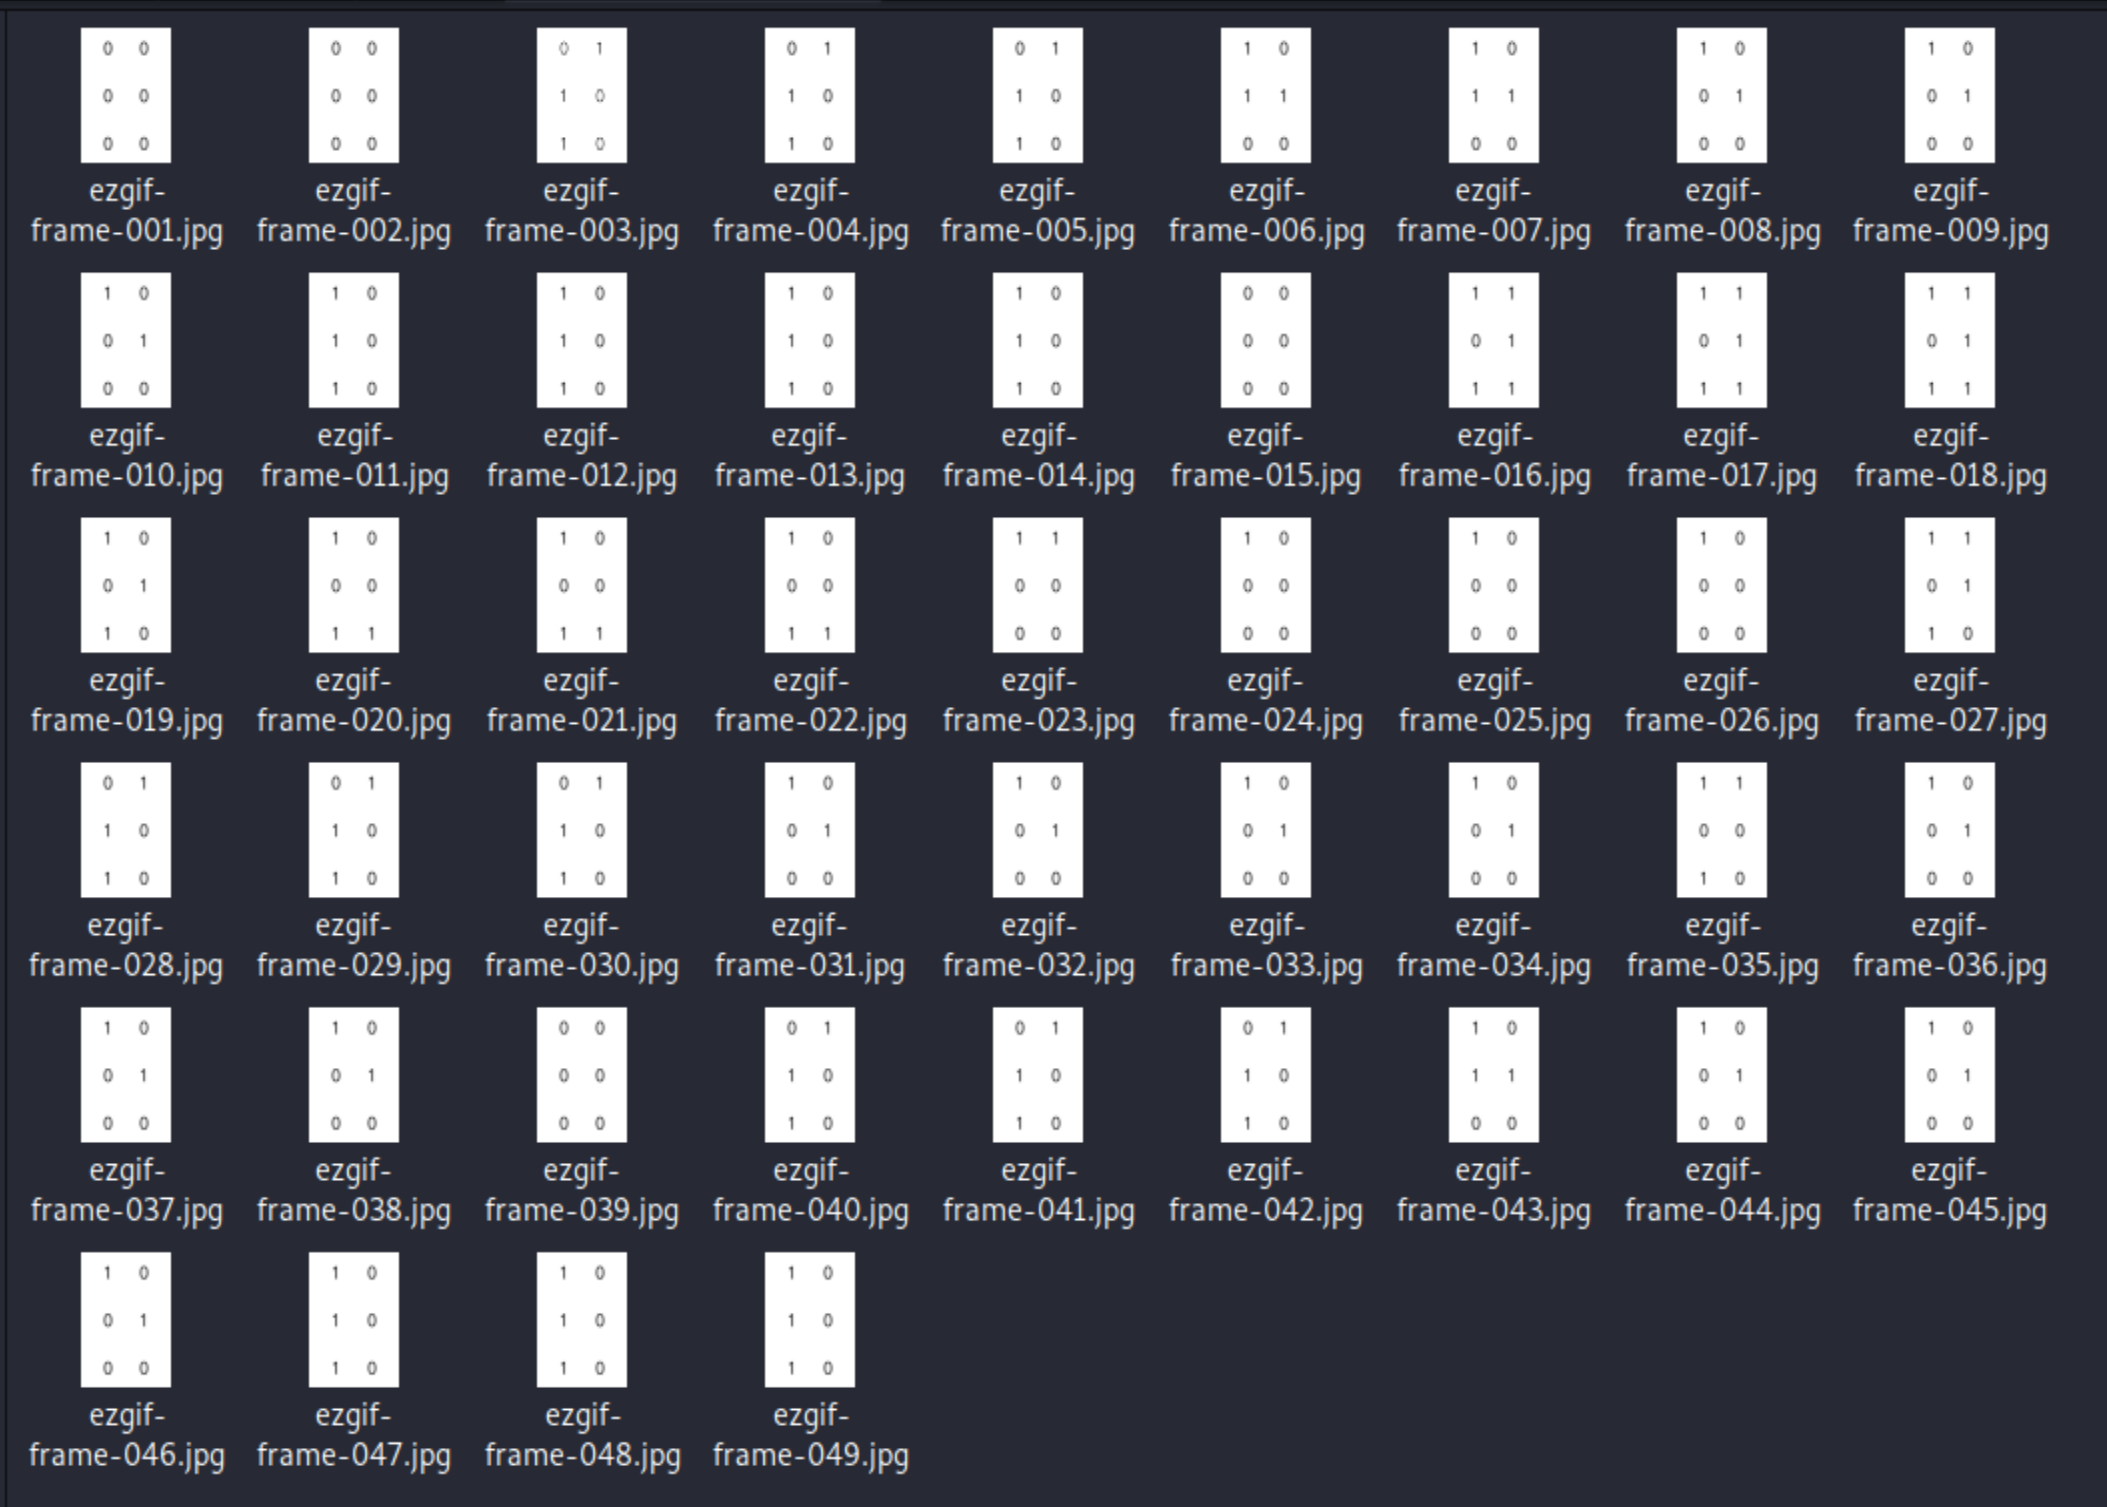 0 0 0 0 0 1 0 1 0 1 1 0 1 0 1 0 1 0
0 0 0 0 1 0 1 0 1 0 1 1 1 1 0 1 0 1
0 0 0 0 1 0 1 0 1 0 0 0 0 0 0 0 0 0
ezgif- ezgif- ezgif- ezgif- ezgif- ezgif- ezgif- ezgif- ezgif-
frame-001.jpg frame-002.jpg frame-003.jpg frame-004.jpg frame-005.jpg frame-006.jpg frame-007.jpg frame-008.jpg frame-009.jpg
1 0 1 0 1 0 1 0 1 0 0 0 1 1 1 1 1 1
0 1 1 0 1 0 1 0 1 0 0 0 0 1 0 1 0 1
0 0 1 0 1 0 1 0 1 0 0 0 1 1 1 1 1 1
ezgif- ezgif- ezgif- ezgif- ezgif- ezgif- ezgif- ezgif- ezgif-
frame-010.jpg frame-011.jpg frame-012.jpg frame-013.jpg frame-014.jpg frame-015.jpg frame-016.jpg frame-017.jpg frame-018.jpg
1 0 1 0 1 0 1 0 1 1 1 0 1 0 1 0 1 1
0 1 0 0 0 0 0 0 0 0 0 0 0 0 0 0 0 1
1 0 1 1 1 1 1 1 0 0 0 0 0 0 0 0 1 0
ezgif- ezgif- ezgif- ezgif- ezgif- ezgif- ezgif- ezgif- ezgif-
frame-019.jpg frame-020.jpg frame-021.jpg frame-022.jpg frame-023.jpg frame-024.jpg frame-025.jpg frame-026.jpg frame-027.jpg
0 1 0 1 0 1 1 0 1 0 1 0 1 0 1 1 1 0
1 0 1 0 1 0 0 1 0 1 0 1 0 1 0 0 0 1
1 0 1 0 1 0 0 0 0 0 0 0 0 0 1 0 0 0
ezgif- ezgif- ezgif- ezgif- ezgif- ezgif- ezgif- ezgif- ezgif-
frame-028.jpg frame-029.jpg frame-030.jpg frame-031.jpg frame-032.jpg frame-033.jpg frame-034.jpg frame-035.jpg frame-036.jpg
1 0 1 0 0 0 0 1 0 1 0 1 1 0 1 0 1 0
0 1 0 1 0 0 1 0 1 0 1 0 1 1 0 1 0 1
0 0 0 0 0 0 1 0 1 0 1 0 0 0 0 0 0 0
ezgif- ezgif- ezgif- ezgif- ezgif- ezgif- ezgif- ezgif- ezgif-
frame-037.jpg frame-038.jpg frame-039.jpg frame-040.jpg frame-041.jpg frame-042.jpg frame-043.jpg frame-044.jpg frame-045.jpg
1 0 1 0 1 0 1 0
0 1 1 0 1 0 1 0
0 0 1 0 1 0 1 0
ezgif- ezgif- ezgif- ezgif-
frame-046.jpg frame-047.jpg frame-048.jpg frame-049.jpg